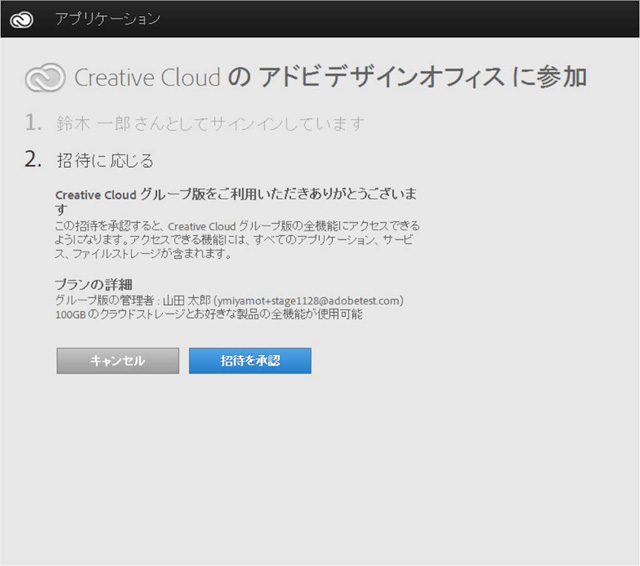 アプリケーション
Creative Cloud の アドビデザインオフィス に参加
1. 鈴木 一郎さんとしてサインインしています
2. 招待に応じる
Creative Cloud グループ版をご利用いただきありがとうございま
す
この招待を承認すると、Creative Cloud グループ版の全機能にアクセスできる
ようになります。アクセスできる機能には、すべてのアプリケーション、サービ
ス、ファイルストレージが含まれます。
プランの詳細
グループ版の管理者 : 山田 太郎 (ymiyamot+stage1128@adobetest.com)
100GB のクラウドストレージとお好きな製品の全機能が使用可能
キャンセル 招待を承認